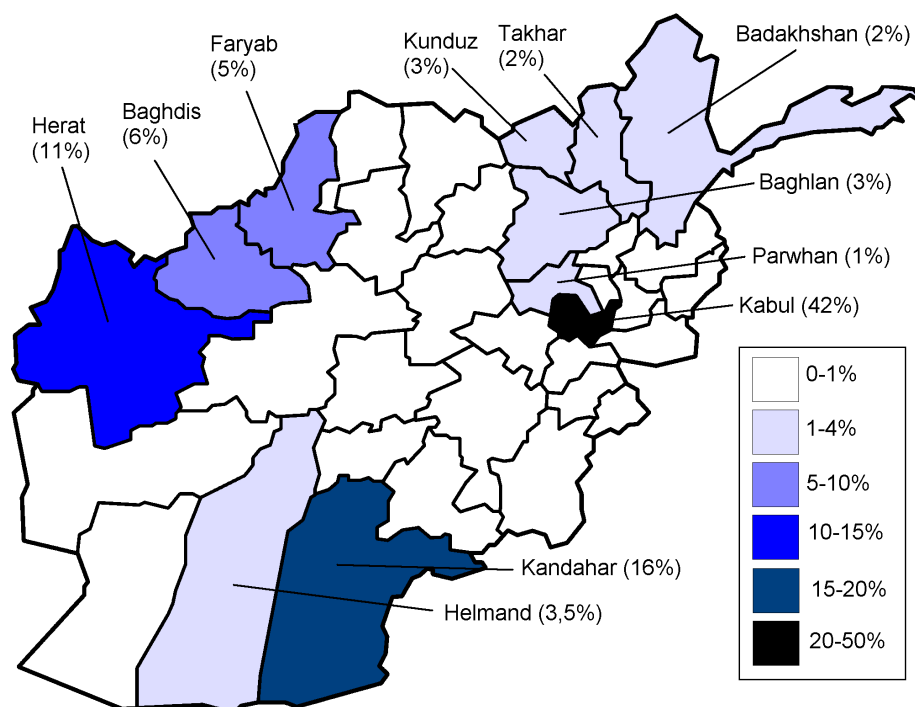 Faryab
(5%)
Kunduz
(3%)
Takhar
(2%)
Badakhshan (2%)
Herat
(11%)
Baghdis
(6%)
Baghlan (3%)
Parwhan (1%)
Kabul (42%)
0-1%
1-4%
5-10%
10-15%
15-20%
20-50%
Kandahar (16%)
Helmand (3,5%)